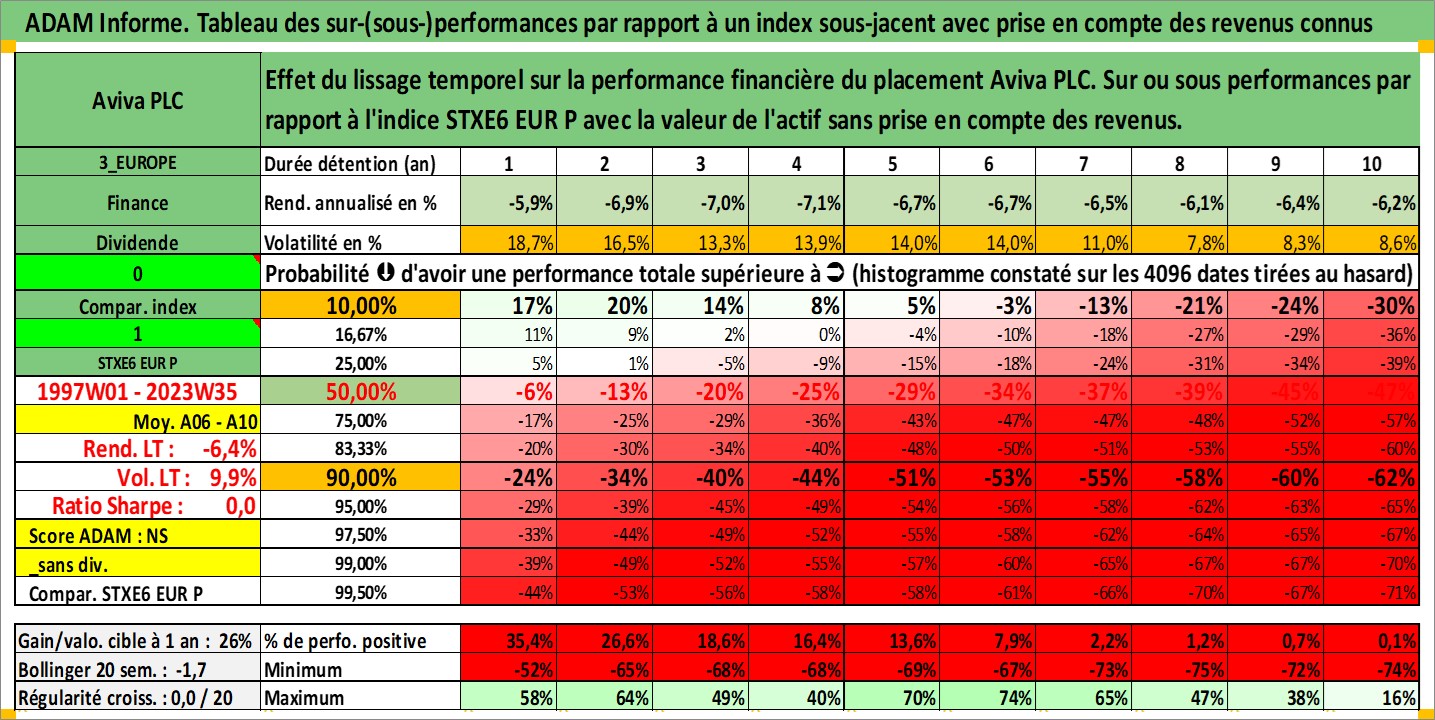 ADAM Informe. Tableau des sur-(sous-)performances par rapport à un index sous-jacent avec prise en compte des revenus connus
Aviva PLC
Effet du lissage temporel sur la performance financière du placement Aviva PLC. Sur ou sous performances par
rapport à l'indice STXE6 EUR P avec la valeur de l'actif sans prise en compte des revenus.
3_EUROPE Durée détention (an) 1 2 3 4 5 6 7 8 9 10
Finance Rend. annualisé en % -5,9% -6,9% -7,0% -7,1% -6,7% -6,7% -6,5% -6,1% -6,4% -6,2%
Dividende Volatilité en % 18,7% 16,5% 13,3% 13,9% 14,0% 14,0% 11,0% 7,8% 8,3% 8,6%
0 Probabilité d'avoir une performance totale supérieure à (histogramme constaté sur les 4096 dates tirées au hasard)
Compar. index 10,00% 17% 20% 14% 8% 5% -3% -13% -21% -24% -30%
1 16,67% 11% 9% 2% 0% -4% -10% -18% -27% -29% -36%
STXE6 EUR P 25,00% 5% 1% -5% -9% -15% -18% -24% -31% -34% -39%
1997W01 - 2023W35 50,00% -6% -13% -20% -25% -29% -34% -37% -39% -45% -47%
Moy. A06 - A10 75,00% -17% -25% -29% -36% -43% -47% -47% -48% -52% -57%
Rend. LT : -6,4% 83,33% -20% -30% -34% -40% -48% -50% -51% -53% -55% -60%
Vol. LT : 9,9% 90,00% -24% -34% -40% -44% -51% -53% -55% -58% -60% -62%
Ratio Sharpe : 0,0 95,00% -29% -39% -45% -49% -54% -56% -58% -62% -63% -65%
Score ADAM : NS 97,50% -33% -44% -49% -52% -55% -58% -62% -64% -65% -67%
_sans div. 99,00% -39% -49% -52% -55% -57% -60% -65% -67% -67% -70%
Compar. STXE6 EUR P 99,50% -44% -53% -56% -58% -58% -61% -66% -70% -67% -71%
Gain/valo. cible à 1 an : 26% % de perfo. positive 35,4% 26,6% 18,6% 16,4% 13,6% 7,9% 2,2% 1,2% 0,7% 0,1%
Bollinger 20 sem. : -1,7 Minimum -52% -65% -68% -68% -69% -67% -73% -75% -72% -74%
Régularité croiss. : 0,0 / 20 Maximum 58% 64% 49% 40% 70% 74% 65% 47% 38% 16%